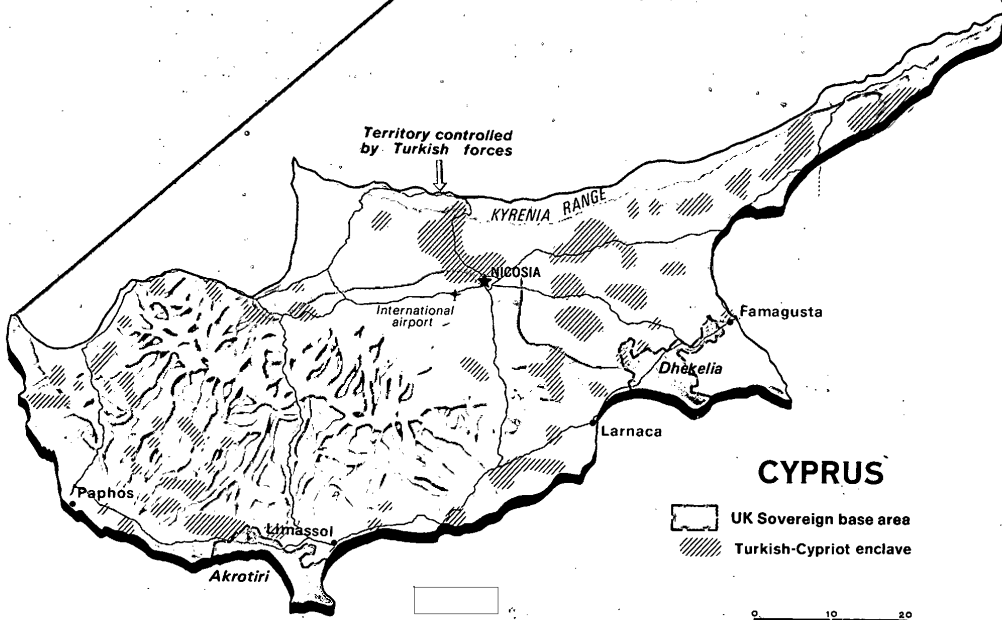 Territory controlled
by Turkish forces
KYRENIA RANGE
NICOSIA
International
airport
Famagusta
Dhekelia
Larnaca
Paphos
Limassol
Akrotiri
CYPRUS
UK Sovereign base area
Turkish-Cypriot enclave
0 10 20